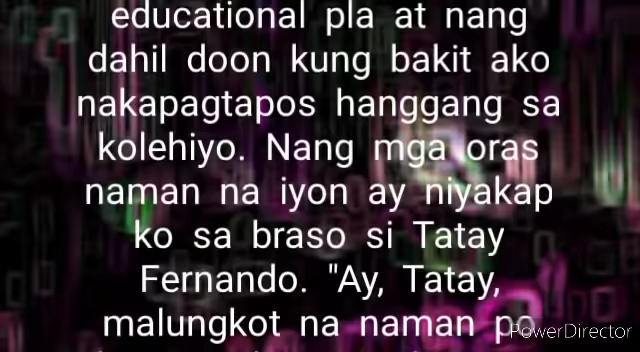 educational pla at nang
dahil doon kung bakit ako
nakapagtapos hanggang sa
kolehiyo. Nang mga oras
naman na iyon ay niyakap
ko sa braso si Tatay
Fernando. "Ay, Tatay,
malungkot na naman po
PowerDirector